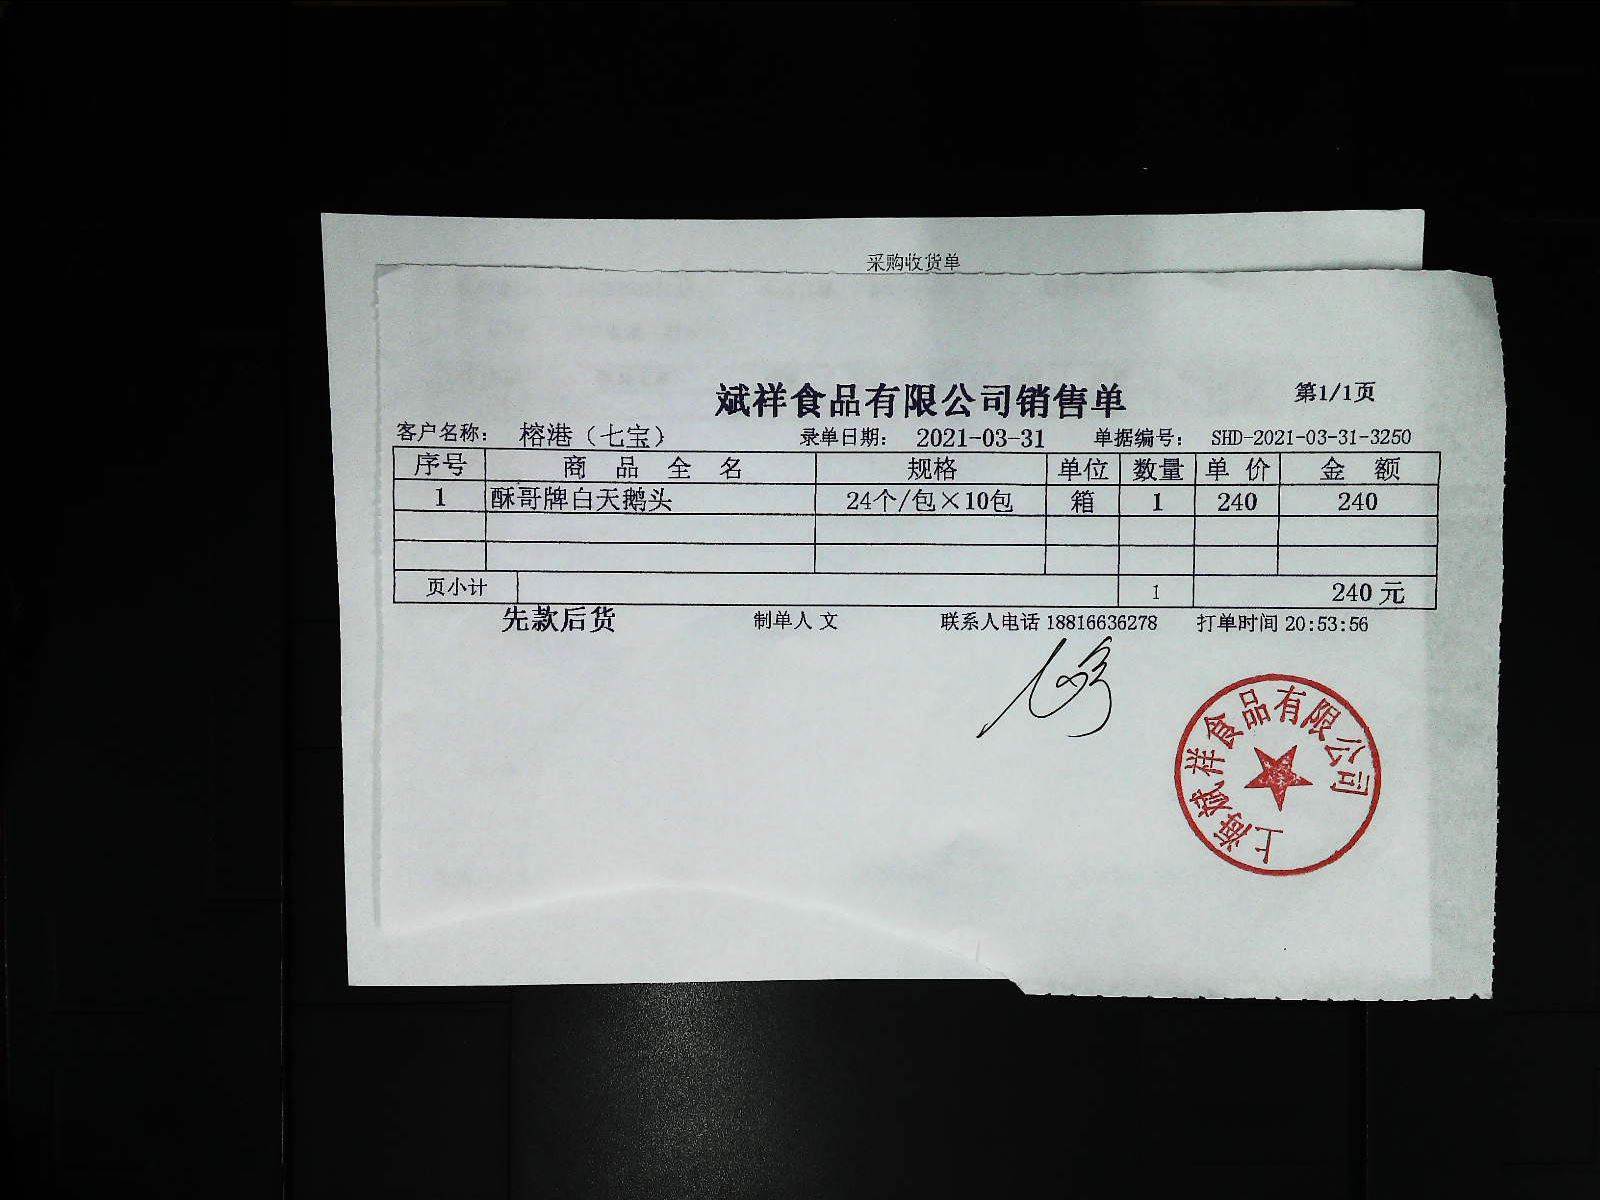 采购收货单
斌祥食品有限公司销售单 第1/1页
客户名称： 榕港（七宝） 录单日期： 2021-03-31 单据编号： SHD-2021-03-31-3250
序号 商 品 全 名 规格 单位 数量 单 价 金 额
1 酥哥牌白天鹅头 24个/包×10包 箱 1 240 240
页小计 1 240 元
先款后货 制单人 文 联系人电话 18816636278 打单时间 20:53:56
上海斌祥食品有限公司